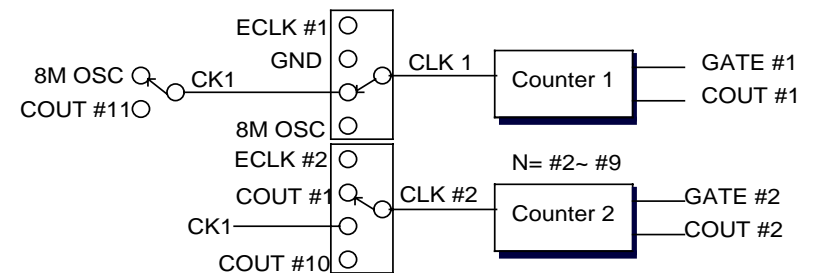 ECLK #1
GND
8M OSC
CK1
COUT #11
8M OSC
CLK 1
Counter 1
GATE #1
COUT #1
ECLK #2
COUT #1
CK1
COUT #10
CLK #2
N= #2~ #9
Counter 2
GATE #2
COUT #2